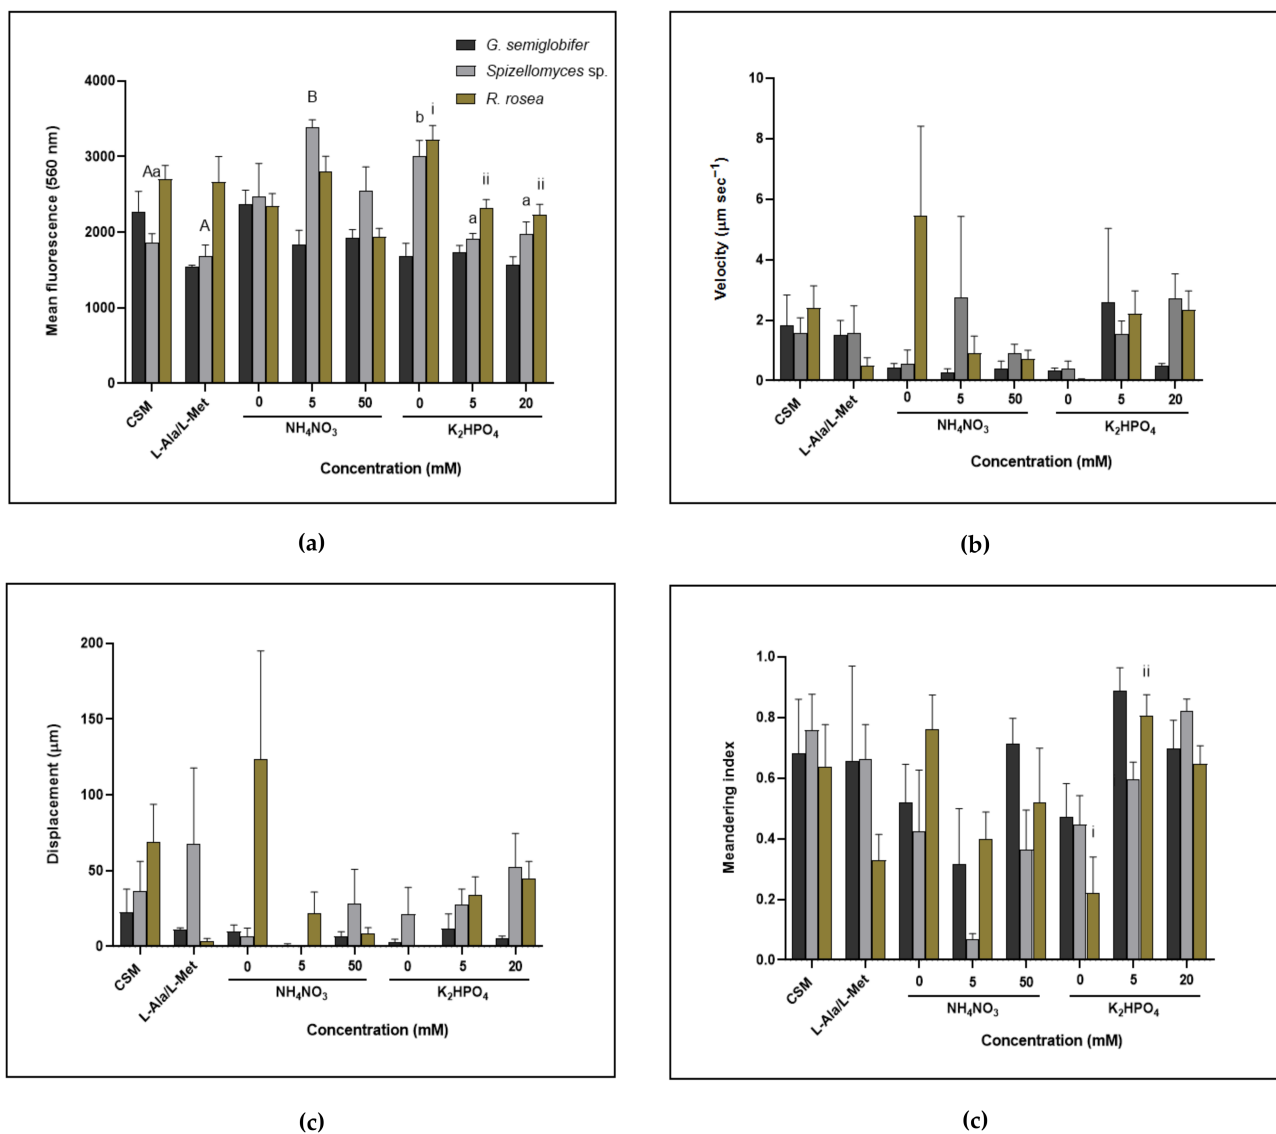 G. semiglobifer
Spizellomyces sp.
R. rosea
Mean fluorescence (560 nm)
4000
3000
2000
1000
0
Aa
A
B
b
i
a
ii
a
ii
CSM
L-Ala/L-Met
0
5
50
0
5
20
NH₄NO₃
K₂HPO₄
Concentration (mM)
(a)
Velocity (µm sec⁻¹)
10
8
6
4
2
0
CSM
L-Ala/L-Met
0
5
50
0
5
20
NH₄NO₃
K₂HPO₄
Concentration (mM)
(b)
Displacement (µm)
200
150
100
50
0
CSM
L-Ala/L-Met
0
5
50
0
5
20
NH₄NO₃
K₂HPO₄
Concentration (mM)
(c)
Meandering index
1.0
0.8
0.6
0.4
0.2
0.0
i
ii
CSM
L-Ala/L-Met
0
5
50
0
5
20
NH₄NO₃
K₂HPO₄
Concentration (mM)
(c)